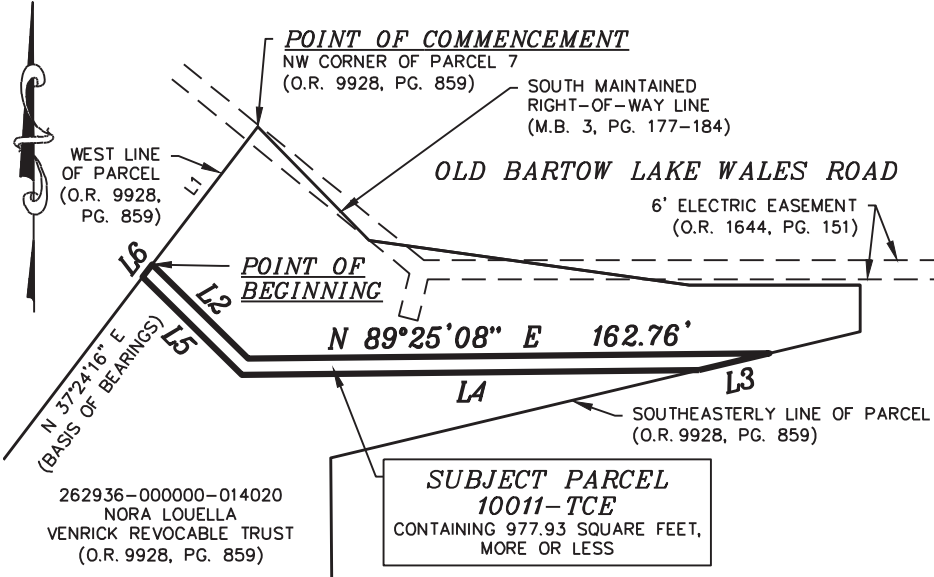 POINT OF COMMENCEMENT
NW CORNER OF PARCEL 7
(O.R. 9928, PG. 859)
SOUTH MAINTAINED
RIGHT-OF-WAY LINE
(M.B. 3, PG. 177-184)
WEST LINE
OF PARCEL
(O.R. 9928,
PG. 859)
L1
OLD BARTOW LAKE WALES ROAD
6' ELECTRIC EASEMENT
(O.R. 1644, PG. 151)
L6
POINT OF
BEGINNING
L2
L5
N 89°25'08" E 162.76'
L4
L3
N 37°24'16" E
(BASIS OF BEARINGS)
SOUTHEASTERLY LINE OF PARCEL
(O.R. 9928, PG. 859)
262936-000000-014020
NORA LOUELLA
VENRICK REVOCABLE TRUST
(O.R. 9928, PG. 859)
SUBJECT PARCEL
10011-TCE
CONTAINING 977.93 SQUARE FEET,
MORE OR LESS